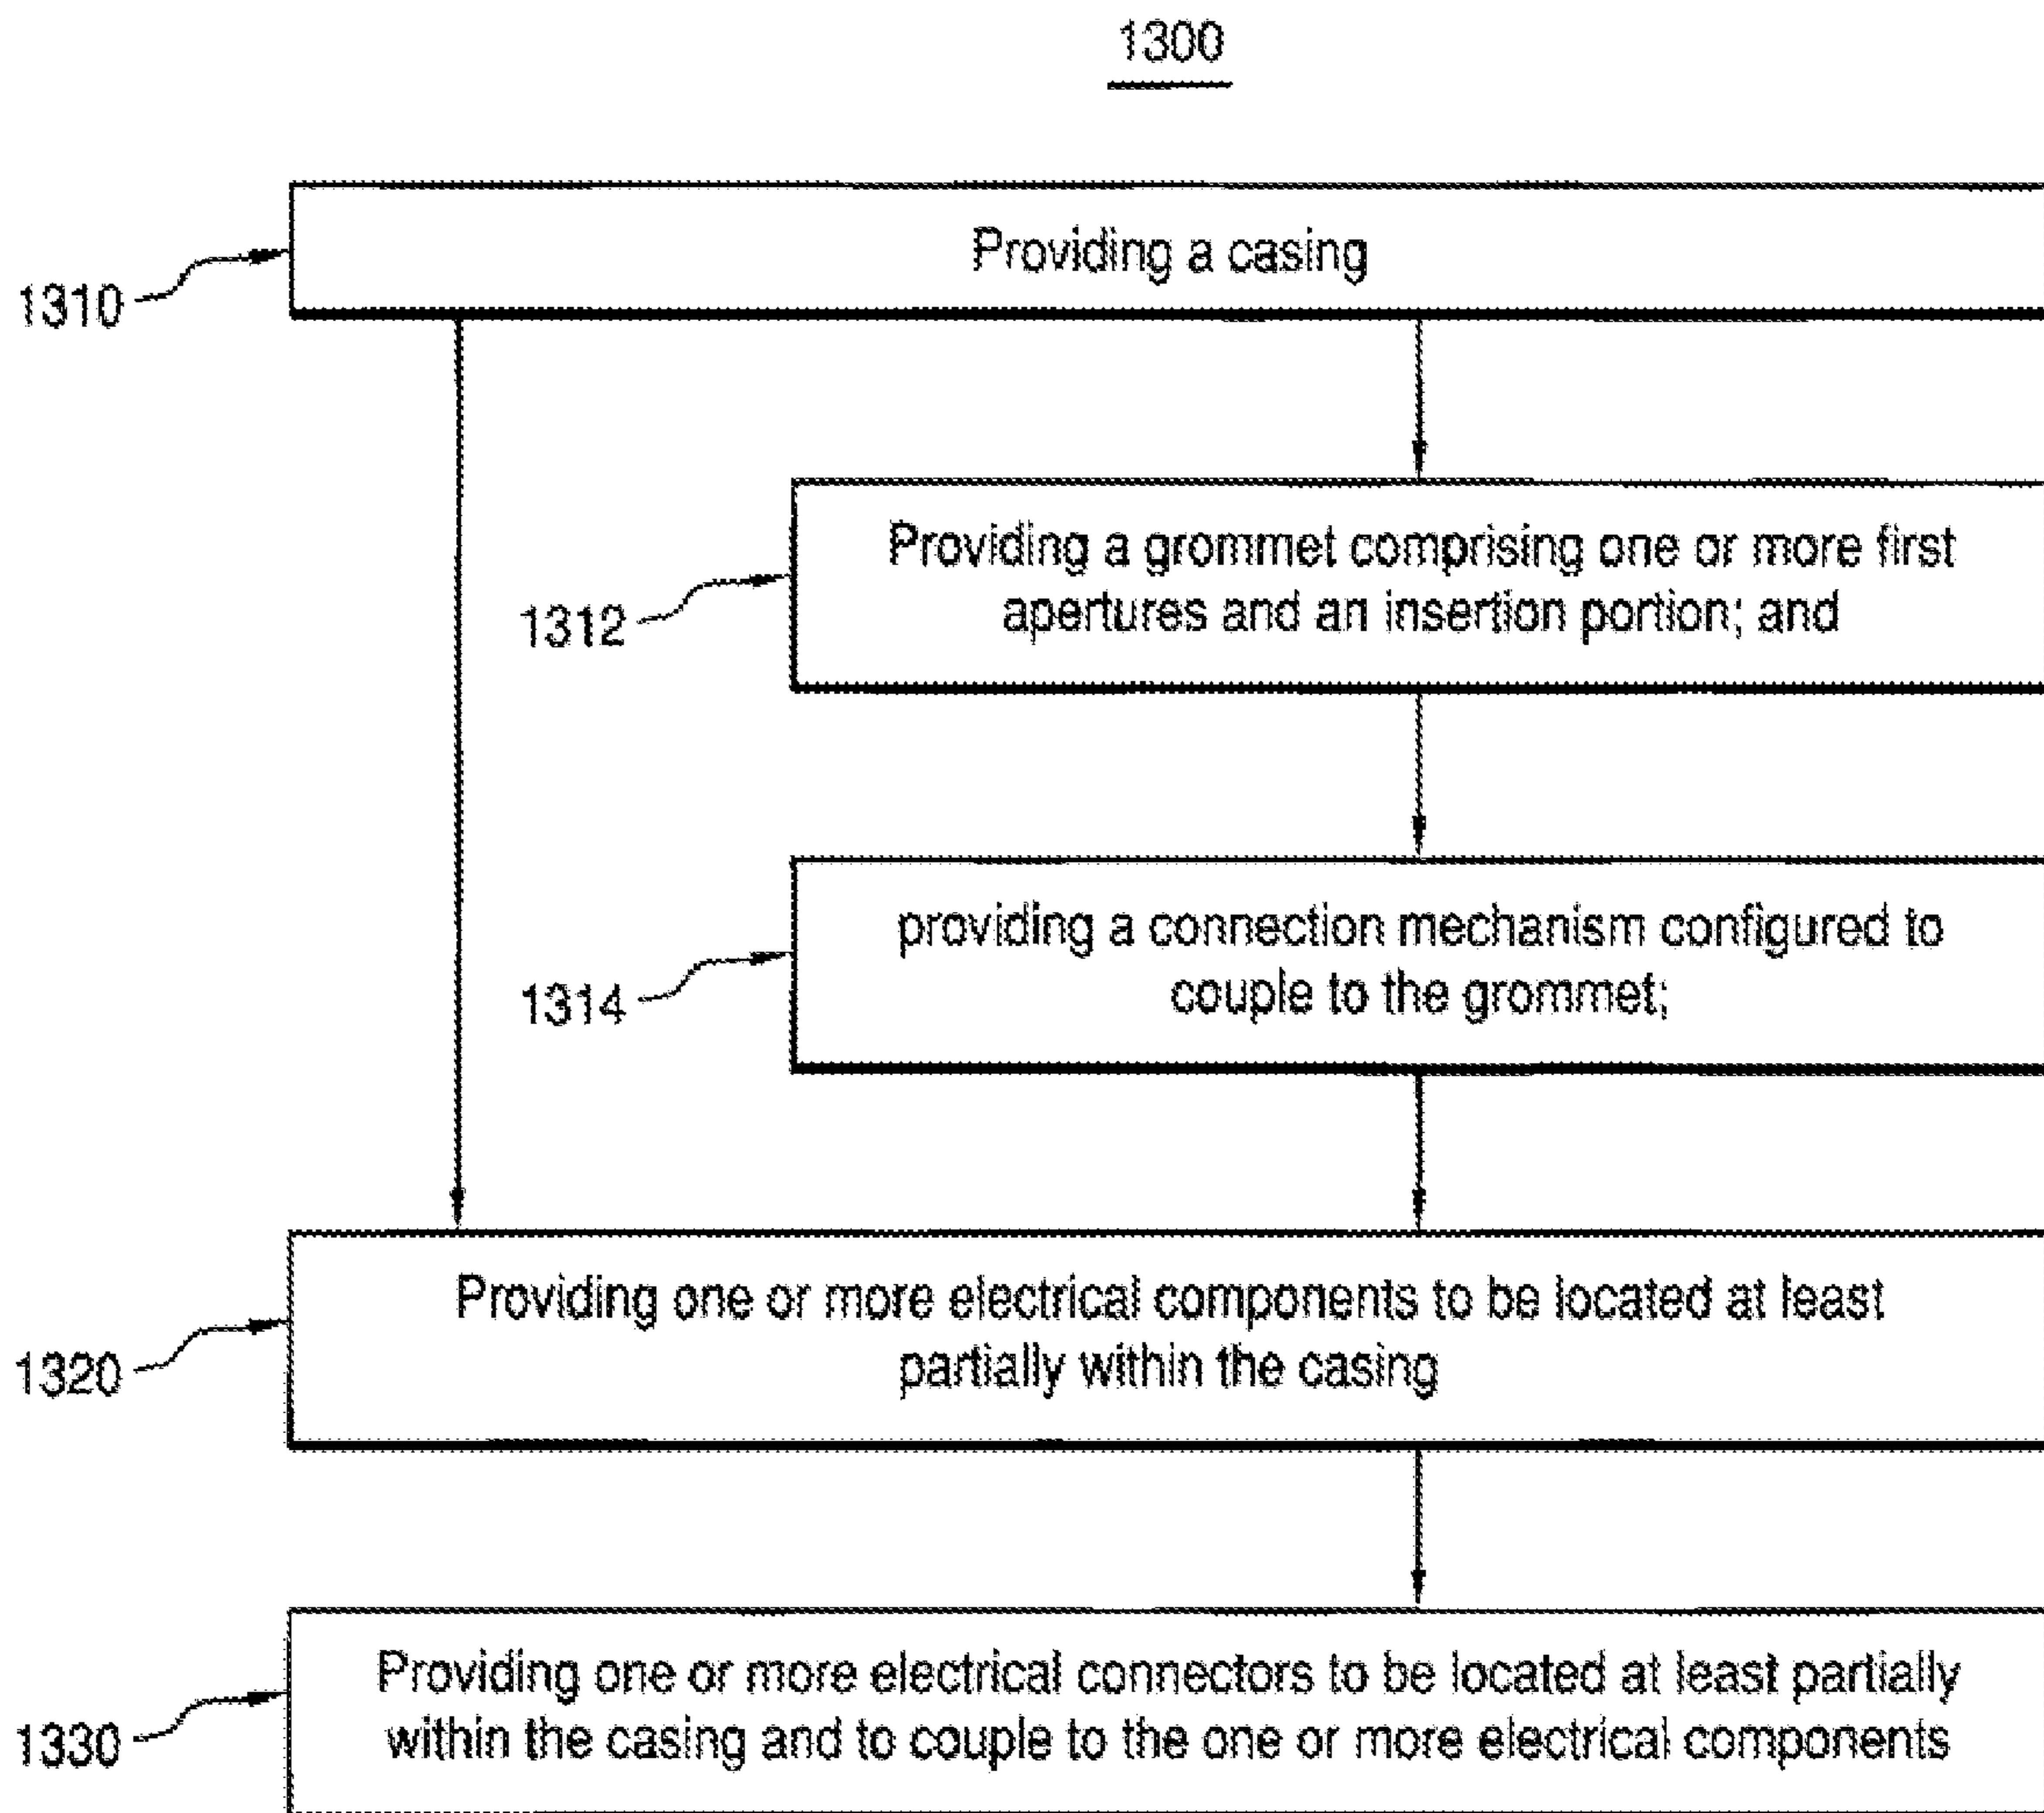 1300
Providing a casing
1310
Providing a grommet comprising one or more first
apertures and an insertion portion; and
1312
providing a connection mechanism configured to
couple to the grommet;
1314
Providing one or more electrical components to be located at least
partially within the casing
1320
Providing one or more electrical connectors to be located at least partially
within the casing and to couple to the one or more electrical components
1330